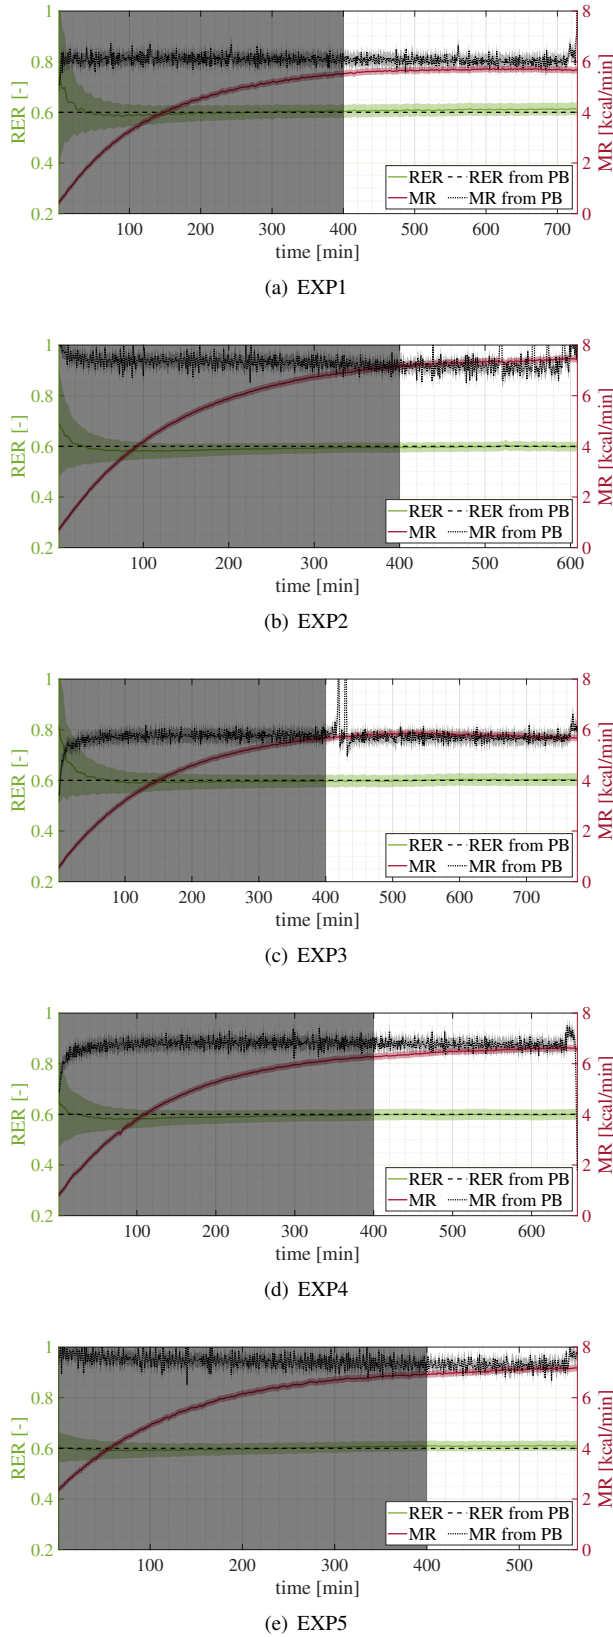 1
0.8
0.6
0.4
0.2
RER [-]
8
6
4
2
0
MR [kcal/min]
RER
RER from PB
MR
MR from PB
100 200 300 400 500 600 700
time [min]
(a) EXP1
1
0.8
0.6
0.4
0.2
RER [-]
8
6
4
2
0
MR [kcal/min]
RER
RER from PB
MR
MR from PB
100 200 300 400 500 600
time [min]
(b) EXP2
1
0.8
0.6
0.4
0.2
RER [-]
8
6
4
2
0
MR [kcal/min]
RER
RER from PB
MR
MR from PB
100 200 300 400 500 600 700
time [min]
(c) EXP3
1
0.8
0.6
0.4
0.2
RER [-]
8
6
4
2
0
MR [kcal/min]
RER
RER from PB
MR
MR from PB
100 200 300 400 500 600
time [min]
(d) EXP4
1
0.8
0.6
0.4
0.2
RER [-]
8
6
4
2
0
MR [kcal/min]
RER
RER from PB
MR
MR from PB
100 200 300 400 500
time [min]
(e) EXP5